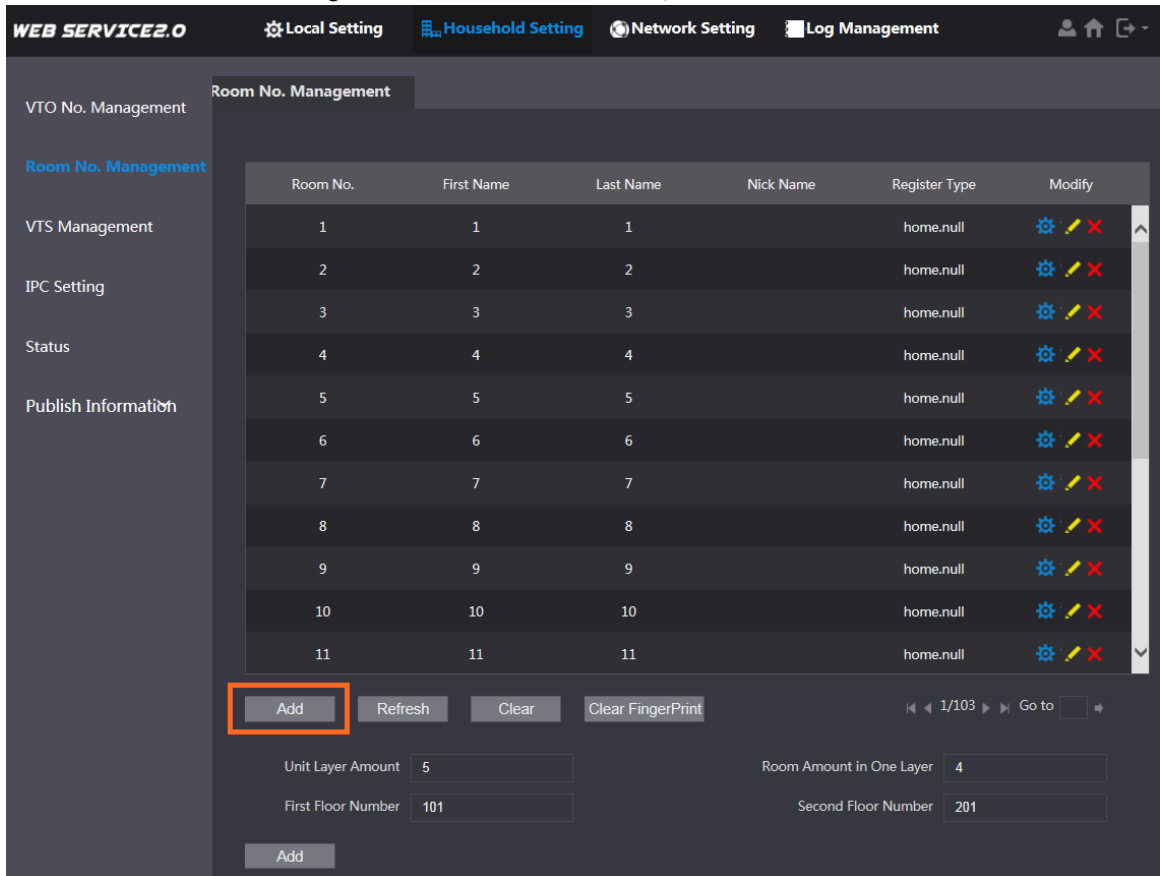 WEB SERVICE2.0 Local Setting Household Setting Network Setting Log Management
VTO No. Management
Room No. Management
VTS Management
IPC Setting
Status
Publish Information
Room No. Management
Room No. First Name Last Name Nick Name Register Type Modify
1 1 1 home.null
2 2 2 home.null
3 3 3 home.null
4 4 4 home.null
5 5 5 home.null
6 6 6 home.null
7 7 7 home.null
8 8 8 home.null
9 9 9 home.null
10 10 10 home.null
11 11 11 home.null
Add Refresh Clear Clear FingerPrint 1/103 Go to
Unit Layer Amount 5 Room Amount in One Layer 4
First Floor Number 101 Second Floor Number 201
Add